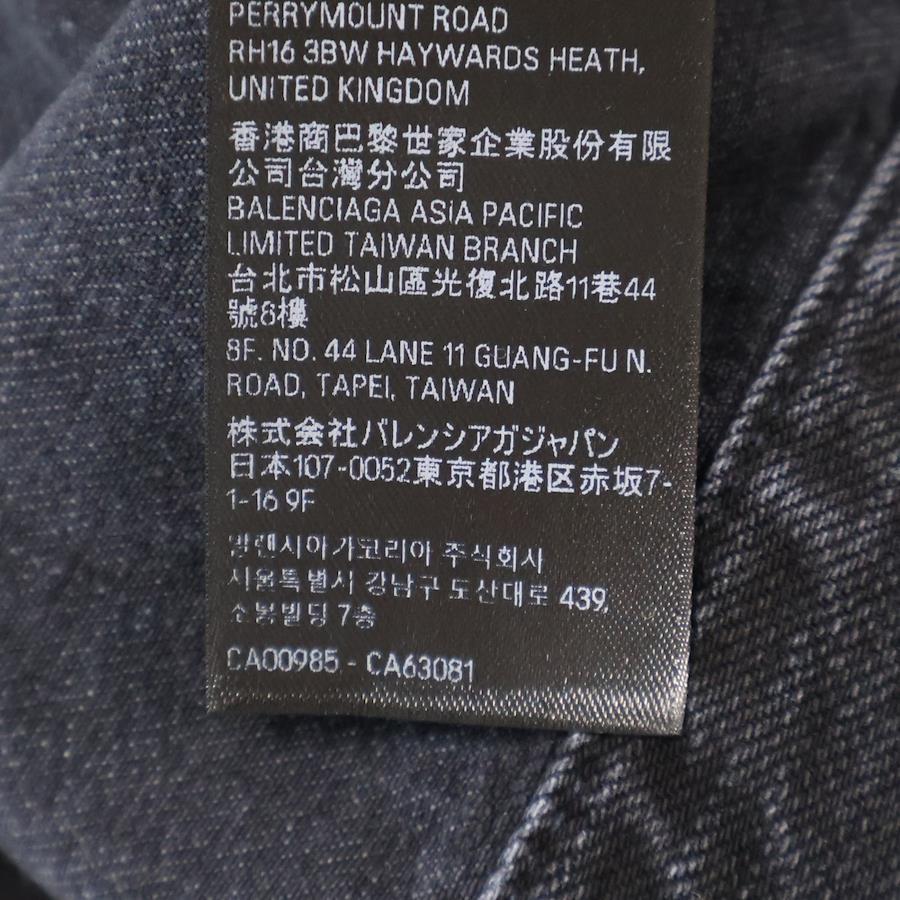 PERRYMOUNT ROAD
RH16 3BW HAYWARDS HEATH,
UNITED KINGDOM
香港商巴黎世家企業股份有限
公司台灣分公司
BALENCIAGA ASIA PACIFIC
LIMITED TAIWAN BRANCH
台北市松山區光復北路11巷44
號8樓
8F. NO. 44 LANE 11 GUANG-FU N.
ROAD, TAPEI, TAIWAN
株式会社バレンシアガジャパン
日本107-0052東京都港区赤坂7-
1-16 9F
발렌시아가코리아 주식회사
서울특별시 강남구 도산대로 439,
소봉빌딩 7층
CA00985 - CA63081